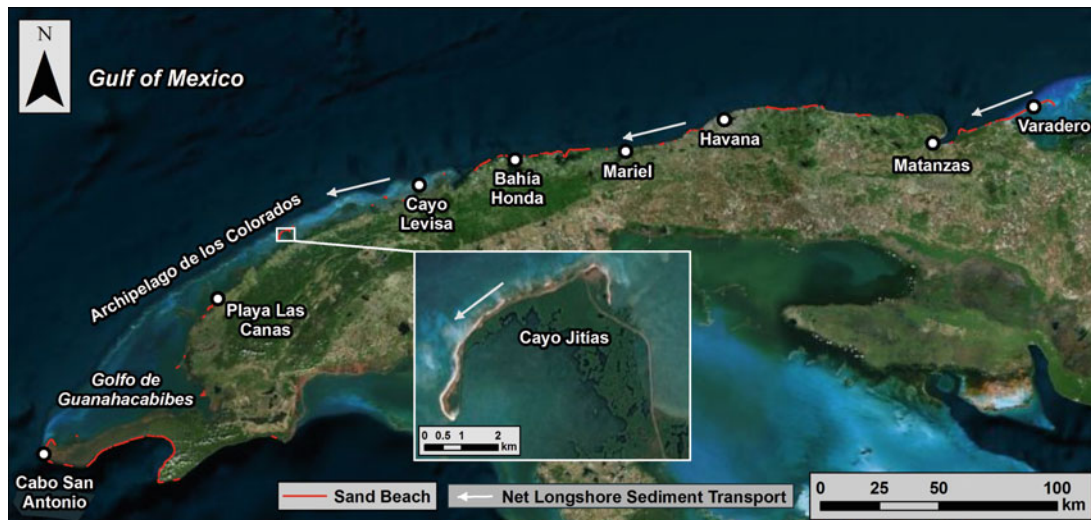 N
Gulf of Mexico
Varadero
Havana
Matanzas
Mariel
Bahía
Honda
Cayo
Levisa
Archipelago de los Colorados
Playa Las
Canas
Cayo Jitías
Golfo de
Guanahacabibes
0 0.5 1 2
km
Cabo San
Antonio
Sand Beach
Net Longshore Sediment Transport
0 25 50 100
km